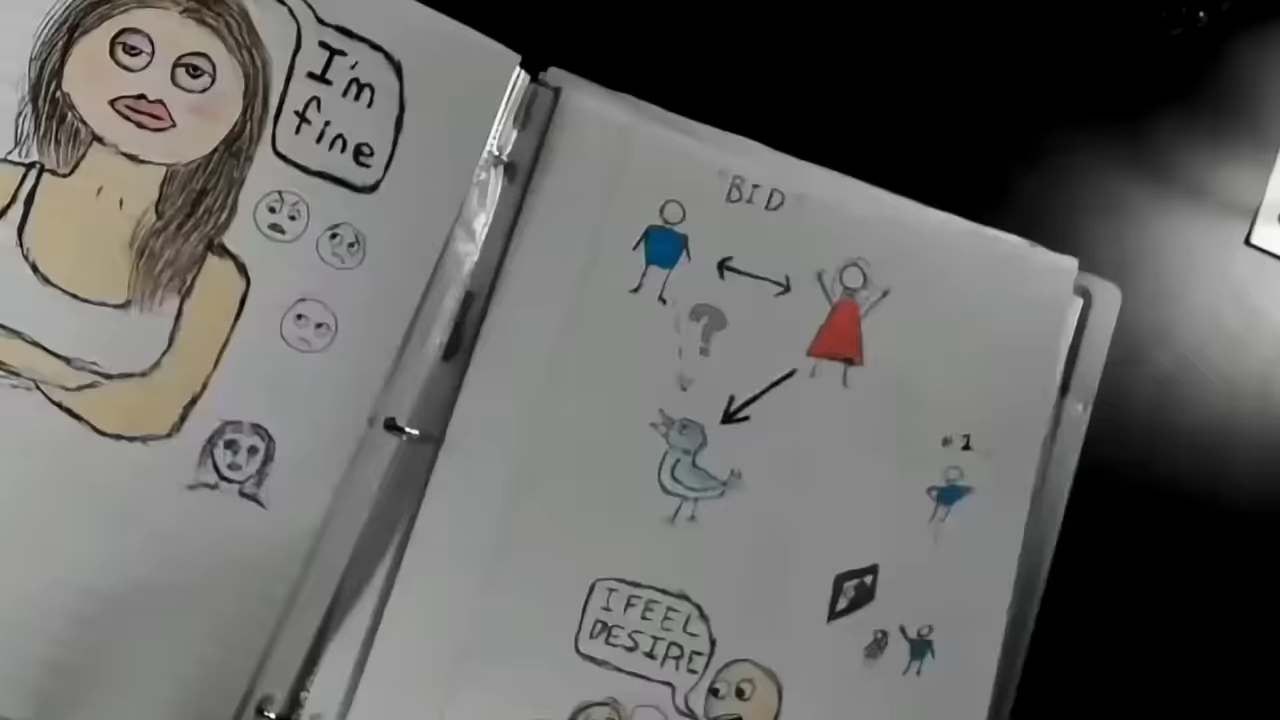 I'm
fine
"BID"
?
#1
I FEEL
DESIRE